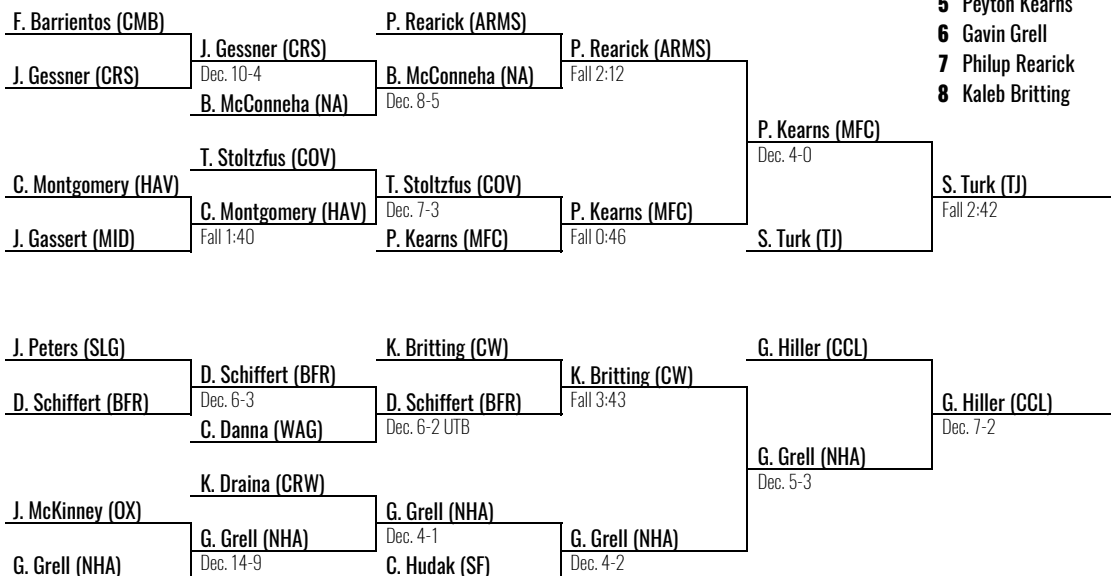 5 Peyton Kearns
F. Barrientos (CMB)
P. Rearick (ARMS)
6 Gavin Grell
J. Gessner (CRS)
P. Rearick (ARMS)
7 Philup Rearick
J. Gessner (CRS)
Dec. 10-4
B. McConneha (NA)
Fall 2:12
8 Kaleb Britting
B. McConneha (NA)
Dec. 8-5
P. Kearns (MFC)
T. Stoltzfus (COV)
Dec. 4-0
C. Montgomery (HAV)
T. Stoltzfus (COV)
S. Turk (TJ)
C. Montgomery (HAV)
Dec. 7-3
P. Kearns (MFC)
Fall 2:42
J. Gassert (MID)
Fall 1:40
P. Kearns (MFC)
Fall 0:46
S. Turk (TJ)
J. Peters (SLG)
K. Britting (CW)
G. Hiller (CCL)
D. Schiffert (BFR)
K. Britting (CW)
D. Schiffert (BFR)
Dec. 6-3
D. Schiffert (BFR)
Fall 3:43
G. Hiller (CCL)
C. Danna (WAG)
Dec. 6-2 UTB
Dec. 7-2
G. Grell (NHA)
K. Draina (CRW)
Dec. 5-3
J. McKinney (OX)
G. Grell (NHA)
G. Grell (NHA)
Dec. 4-1
G. Grell (NHA)
G. Grell (NHA)
Dec. 14-9
C. Hudak (SF)
Dec. 4-2